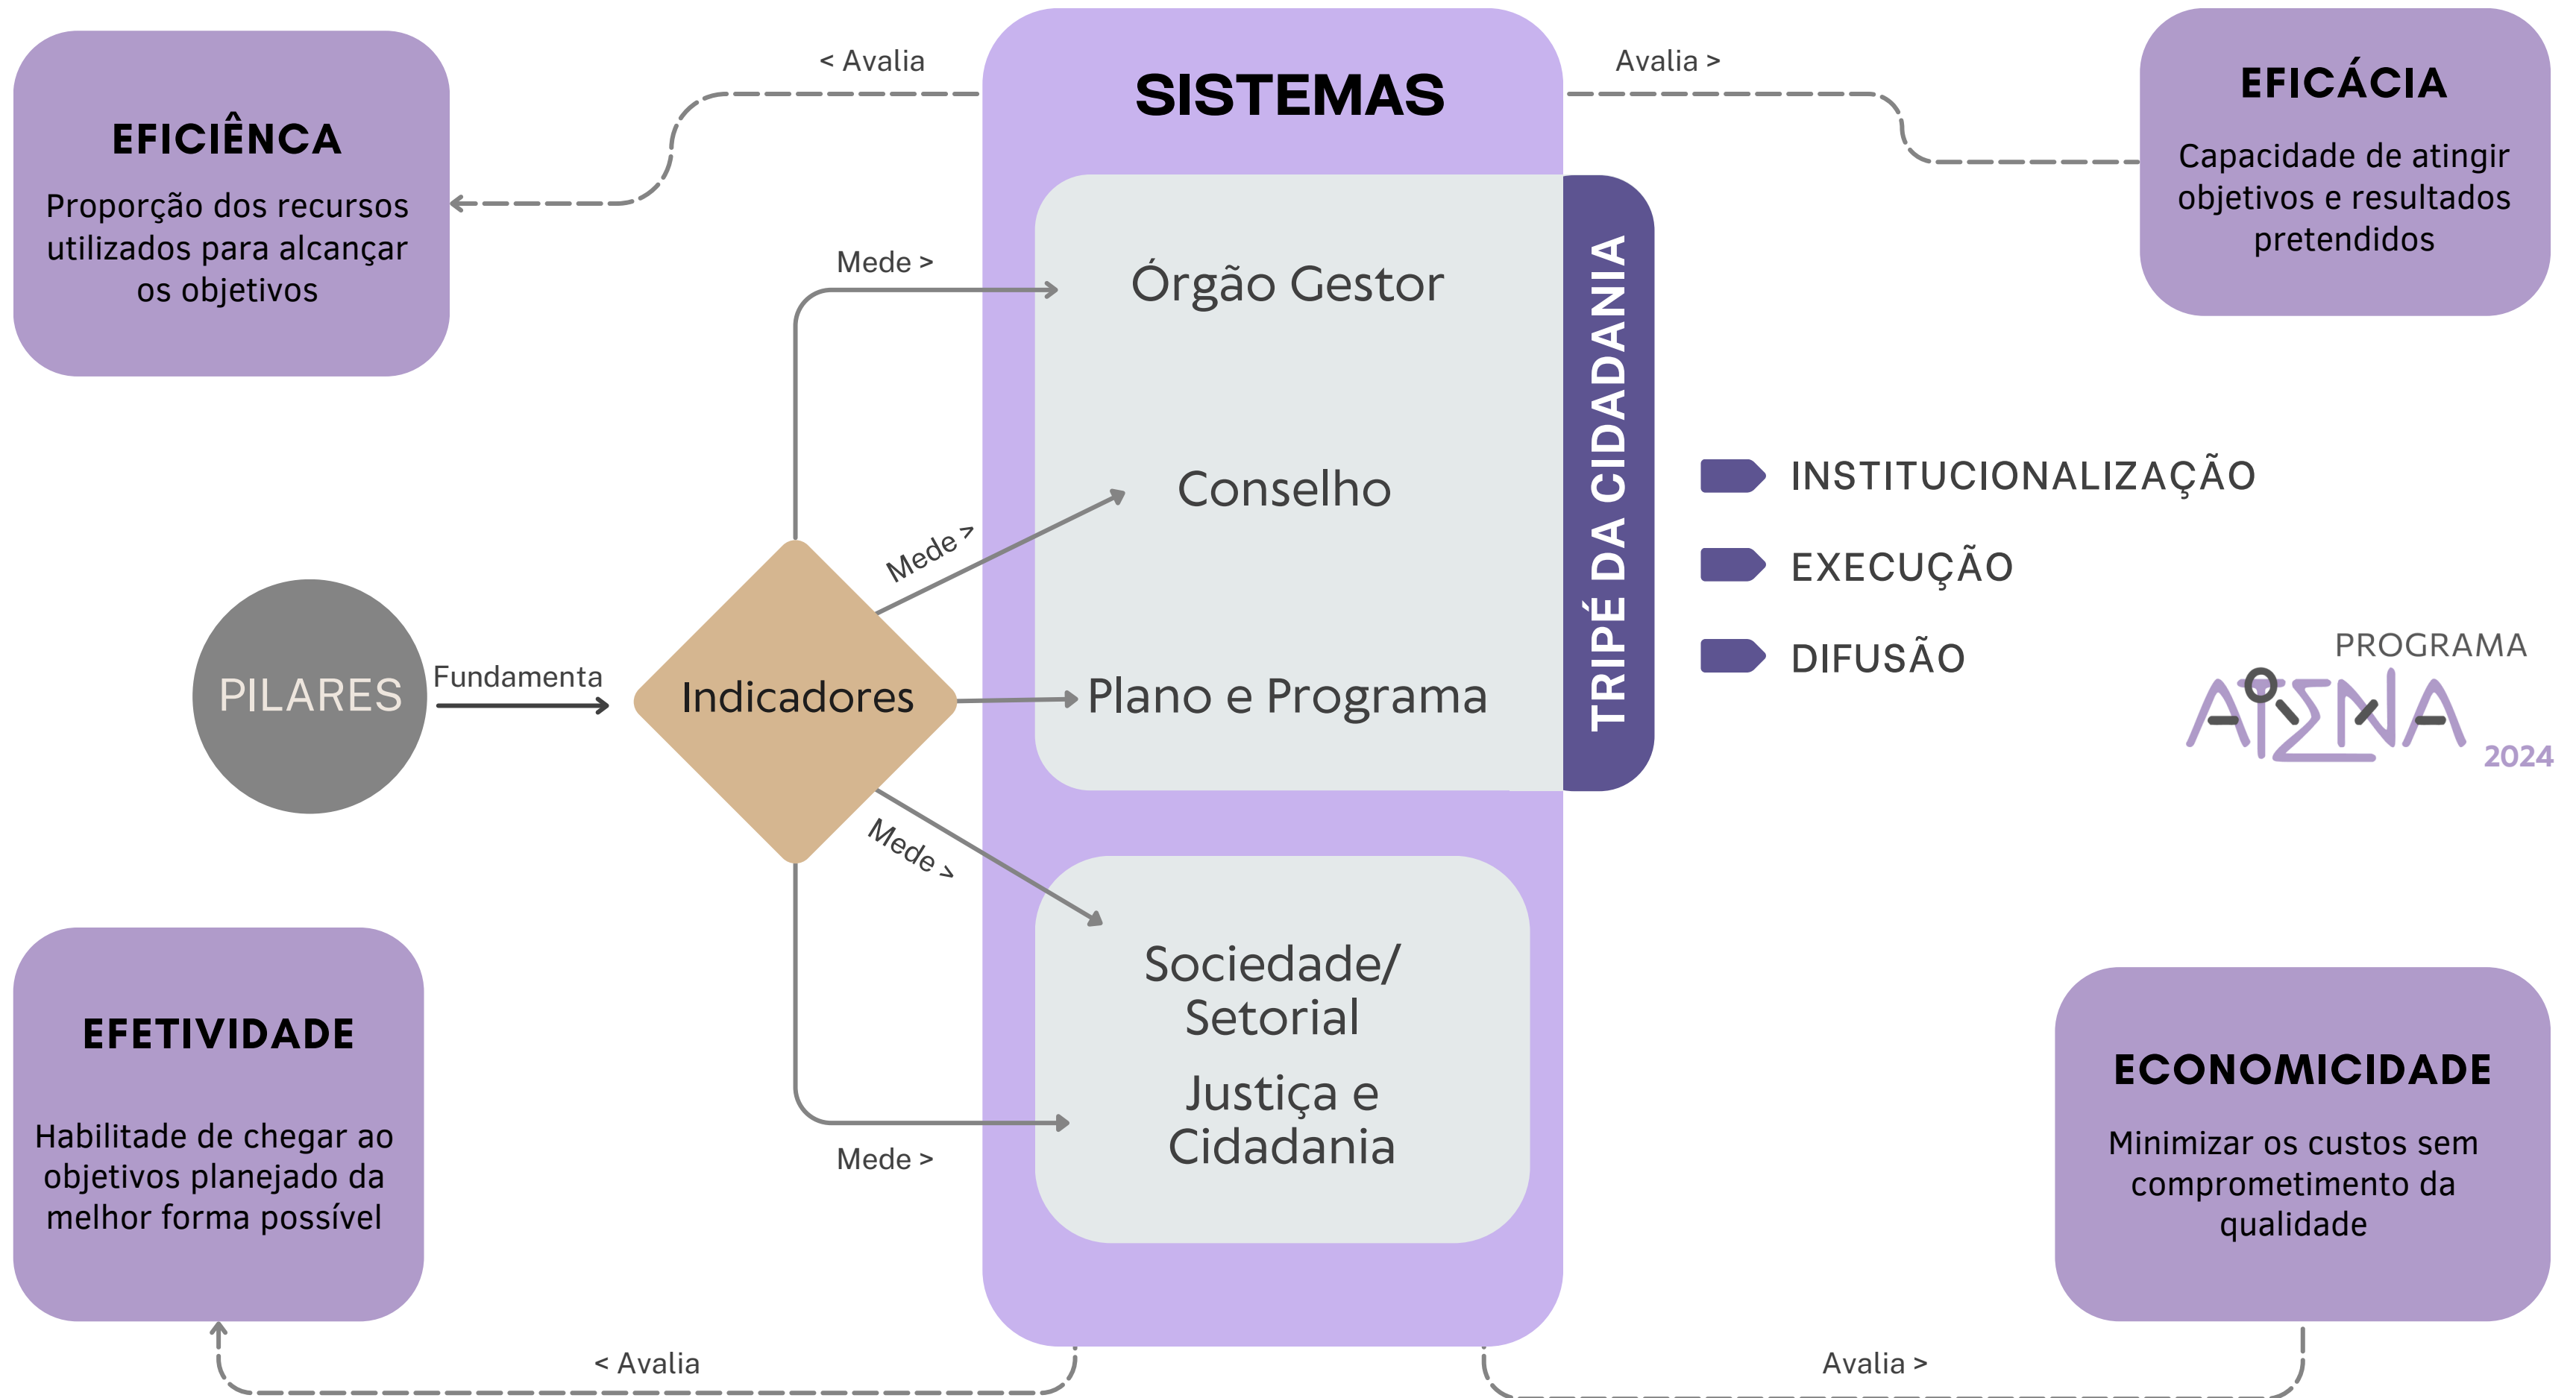 < Avalia
Avalia >
SISTEMAS
EFICIÊNCA
Proporção dos recursos
utilizados para alcançar
os objetivos
EFICÁCIA
Capacidade de atingir
objetivos e resultados
pretendidos
Mede >
Órgão Gestor
Mede >
Conselho
TRIPÉ DA CIDADANIA
INSTITUCIONALIZAÇÃO
EXECUÇÃO
DIFUSÃO
PILARES
Fundamenta
Indicadores
Plano e Programa
PROGRAMA
ATENA
2024
Mede >
Sociedade/
Setorial
Justiça e
Cidadania
Mede >
EFETIVIDADE
Habilitade de chegar ao
objetivos planejado da
melhor forma possível
ECONOMICIDADE
Minimizar os custos sem
comprometimento da
qualidade
< Avalia
Avalia >